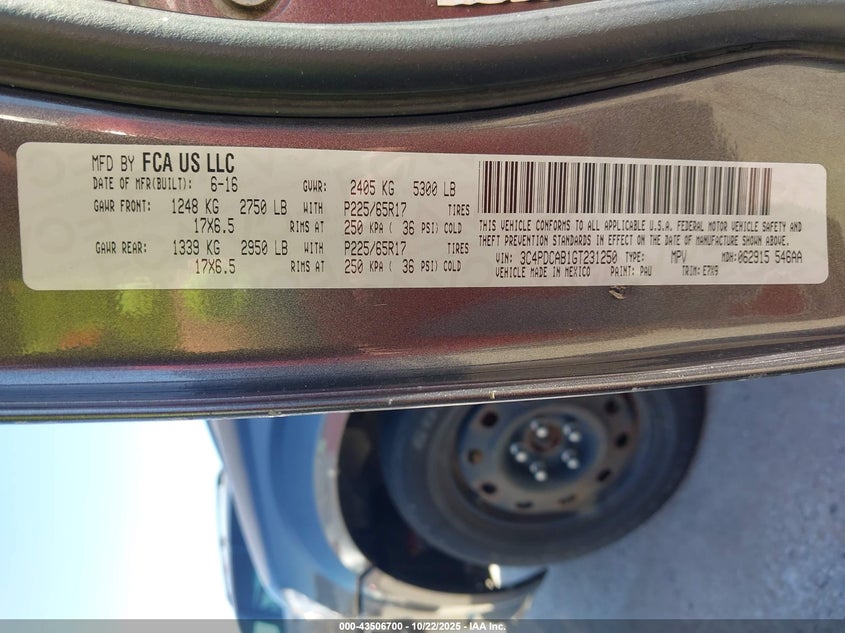 MFD BY FCA US LLC
DATE OF MFR(BUILT): 6-16 GVWR: 2405 KG 5300 LB
GAWR FRONT: 1248 KG 2750 LB WITH P225/65R17 TIRES
17X6.5 RIMS AT 250 KPA ( 36 PSI) COLD
GAWR REAR: 1339 KG 2950 LB WITH P225/65R17 TIRES
17X6.5 RIMS AT 250 KPA ( 36 PSI) COLD
THIS VEHICLE CONFORMS TO ALL APPLICABLE U.S.A. FEDERAL MOTOR VEHICLE SAFETY AND
THEFT PREVENTION STANDARDS IN EFFECT ON THE DATE OF MANUFACTURE SHOWN ABOVE.
VIN: 3C4PDCAB1GT231250 TYPE: MPV MDH: 062915 546AA
VEHICLE MADE IN MEXICO PAINT: PAU TRIM: E7X9
000-43506700 - 10/22/2025 - IAA Inc.